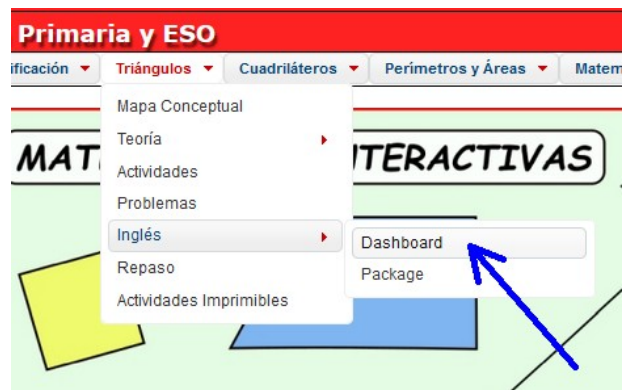 Primaria y ESO
ificación Triángulos Cuadriláteros Perímetros y Áreas Matem
Mapa Conceptual
Teoría
MAT TERACTIVAS
Actividades
Problemas
Inglés
Dashboard
Repaso
Package
Actividades Imprimibles